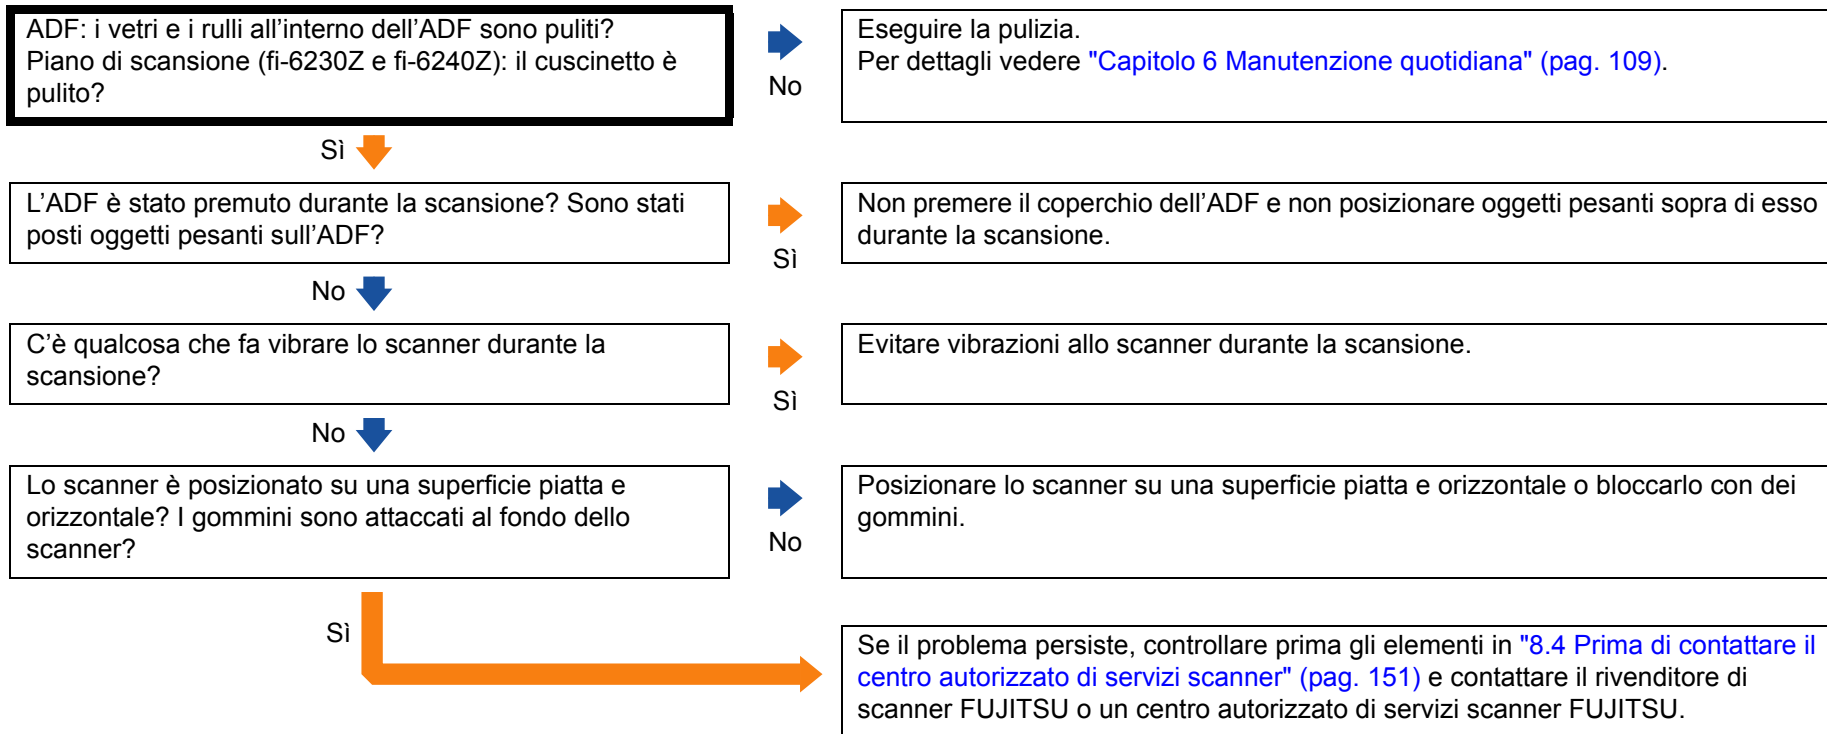 ADF: i vetri e i rulli all'interno dell'ADF sono puliti?
Piano di scansione (fi-6230Z e fi-6240Z): il cuscinetto è
pulito?
No
Eseguire la pulizia.
Per dettagli vedere "Capitolo 6 Manutenzione quotidiana" (pag. 109).
Sì
L'ADF è stato premuto durante la scansione? Sono stati
posti oggetti pesanti sull'ADF?
Sì
Non premere il coperchio dell'ADF e non posizionare oggetti pesanti sopra di esso
durante la scansione.
No
C'è qualcosa che fa vibrare lo scanner durante la
scansione?
Sì
Evitare vibrazioni allo scanner durante la scansione.
No
Lo scanner è posizionato su una superficie piatta e
orizzontale? I gommini sono attaccati al fondo dello
scanner?
No
Posizionare lo scanner su una superficie piatta e orizzontale o bloccarlo con dei
gommini.
Sì
Se il problema persiste, controllare prima gli elementi in "8.4 Prima di contattare il
centro autorizzato di servizi scanner" (pag. 151) e contattare il rivenditore di
scanner FUJITSU o un centro autorizzato di servizi scanner FUJITSU.